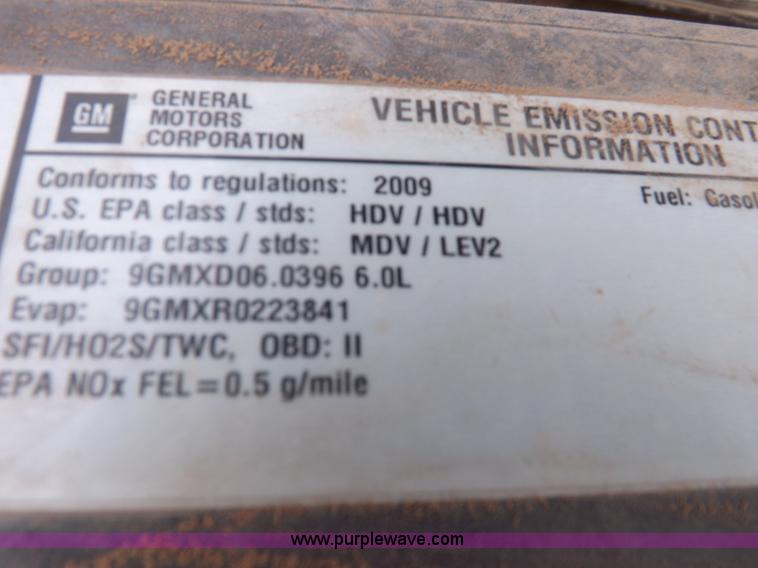 GM
GENERAL
MOTORS
CORPORATION
VEHICLE EMISSION CONT
INFORMATION
Conforms to regulations: 2009
Fuel: Gasol
U.S. EPA class / stds: HDV / HDV
California class / stds: MDV / LEV2
Group: 9GMXD06.0396 6.0L
Evap: 9GMXR0223841
SFI/HO2S/TWC, OBD: II
EPA NOx FEL=0.5 g/mile
www.purplewave.com